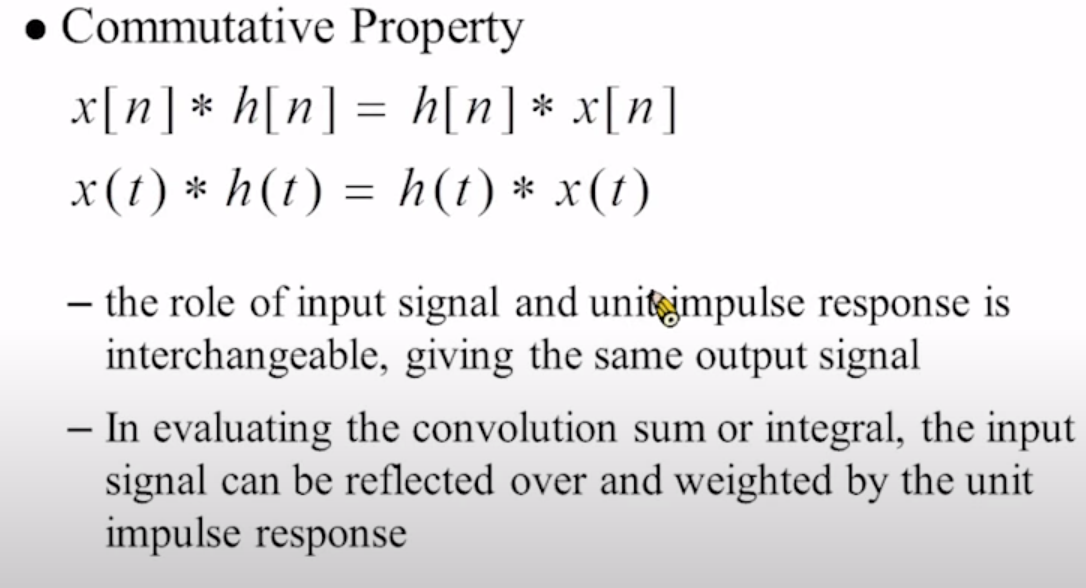 • Commutative Property
x[n] * h[n] = h[n] * x[n]
x(t) * h(t) = h(t) * x(t)
– the role of input signal and unit impulse response is
interchangeable, giving the same output signal
– In evaluating the convolution sum or integral, the input
signal can be reflected over and weighted by the unit
impulse response